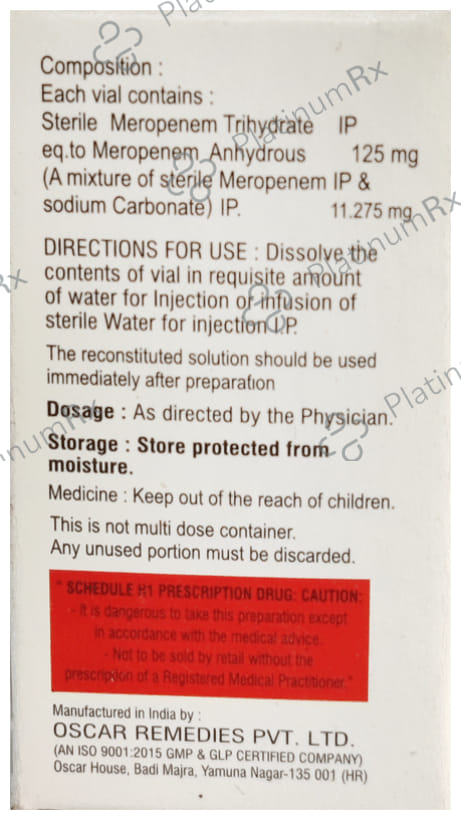 Composition :
Each vial contains :
Sterile Meropenem Trihydrate IP
eq.to Meropenem Anhydrous 125 mg
(A mixture of sterile Meropenem IP &
sodium Carbonate) IP. 11.275 mg
DIRECTIONS FOR USE : Dissolve the
contents of vial in requisite amount
of water for Injection or infusion of
sterile Water for injection I.P.
The reconstituted solution should be used
immediately after preparation
Dosage : As directed by the Physician.
Storage : Store protected from
moisture.
Medicine : Keep out of the reach of children.
This is not multi dose container.
Any unused portion must be discarded.
" SCHEDULE H1 PRESCRIPTION DRUG: CAUTION:
- It is dangerous to take this preparation except
in accordance with the medical advice.
- Not to be sold by retail without the
prescription of a Registered Medical Practitioner."
Manufactured in India by :
OSCAR REMEDIES PVT. LTD.
(AN ISO 9001:2015 GMP & GLP CERTIFIED COMPANY)
Oscar House, Badi Majra, Yamuna Nagar-135 001 (HR)
PlatinumRx
PlatinumRx